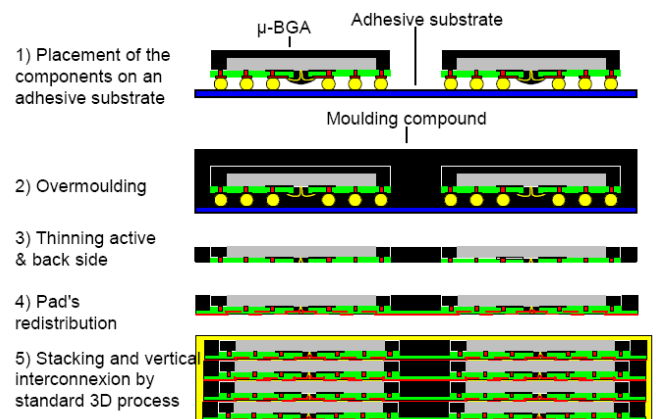 Adhesive substrate
µ-BGA
1) Placement of the
components on an
adhesive substrate
Moulding compound
2) Overmoulding
3) Thinning active
& back side
4) Pad's
redistribution
5) Stacking and vertical
interconnexion by
standard 3D process